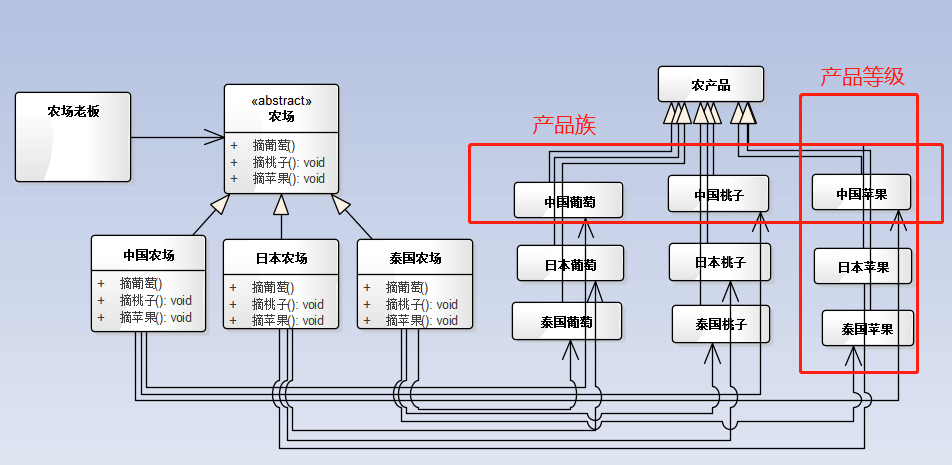 产品等级
农产品
农场老板
«abstract»
农场
+ 摘葡萄()
+ 摘桃子(): void
+ 摘苹果(): void
产品族
中国葡萄
中国桃子
中国苹果
中国农场
+ 摘葡萄()
+ 摘桃子(): void
+ 摘苹果(): void
日本农场
+ 摘葡萄()
+ 摘桃子(): void
+ 摘苹果(): void
泰国农场
+ 摘葡萄()
+ 摘桃子(): void
+ 摘苹果(): void
日本葡萄
日本桃子
日本苹果
泰国葡萄
泰国桃子
泰国苹果